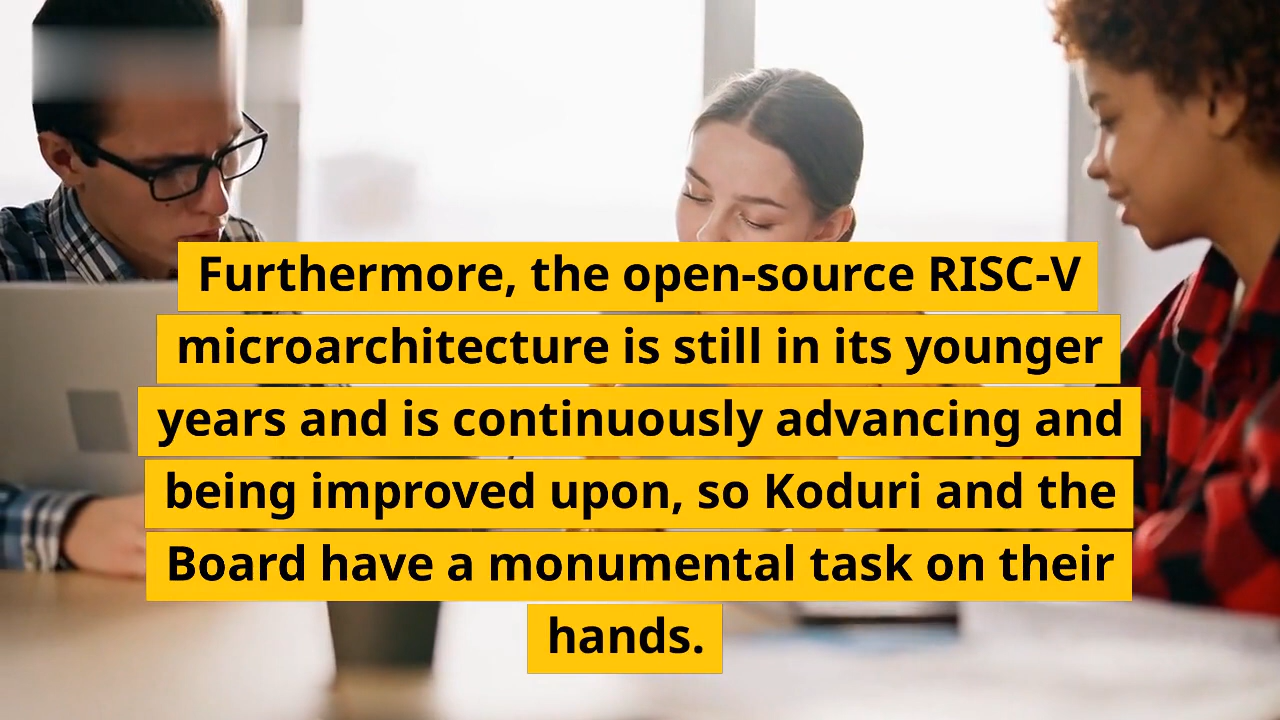 Furthermore, the open-source RISC-V
microarchitecture is still in its younger
years and is continuously advancing and
being improved upon, so Koduri and the
Board have a monumental task on their
hands.